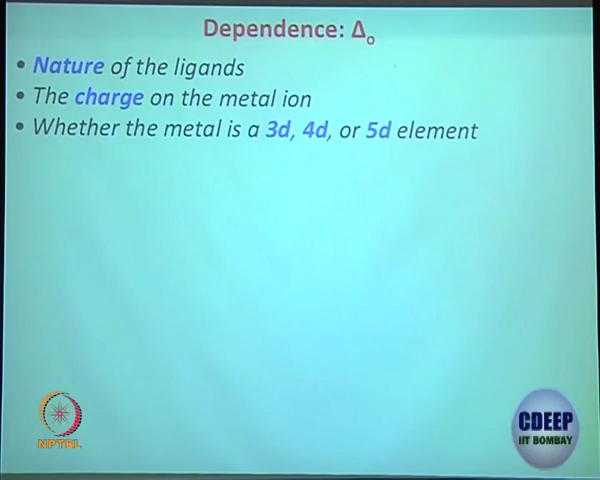 Dependence: Δo
• Nature of the ligands
• The charge on the metal ion
• Whether the metal is a 3d, 4d, or 5d element
NPTEL
CDEEP
IIT BOMBAY